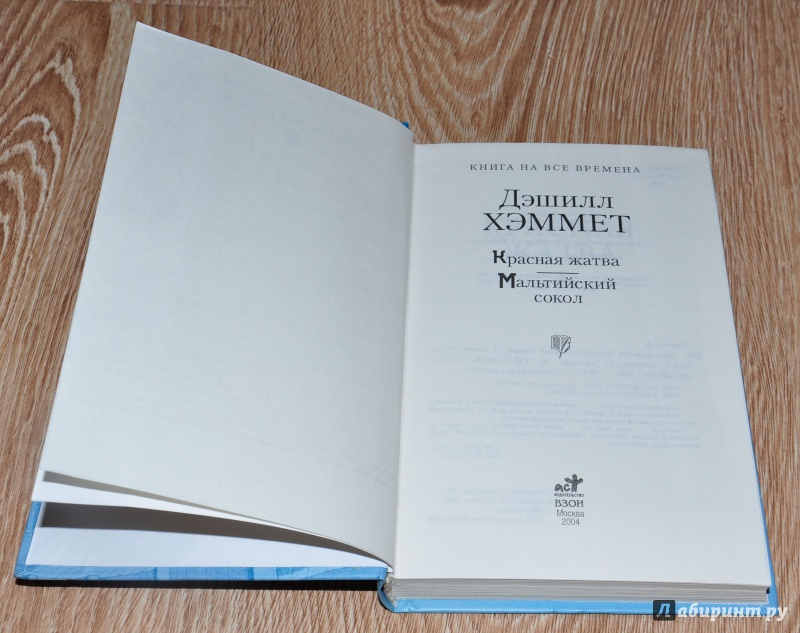 КНИГА НА ВСЕ ВРЕМЕНА
Дэшилл
ХЭММЕТ
Красная жатва
Мальтийский
сокол
аст
ИЗДАТЕЛЬСТВО
ВЗОИ
Москва
2004
Лабиринт.ру